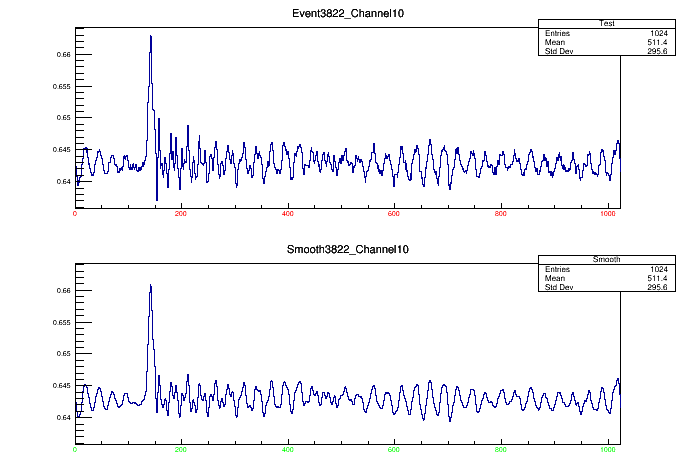 Event3822_Channel10
Test
Entries 1024
Mean 511.4
Std Dev 295.6
0.66
0.655
0.65
0.645
0.64
0 200 400 600 800 1000
Smooth3822_Channel10
Smooth
Entries 1024
Mean 511.4
Std Dev 295.6
0.66
0.655
0.65
0.645
0.64
0 200 400 600 800 1000